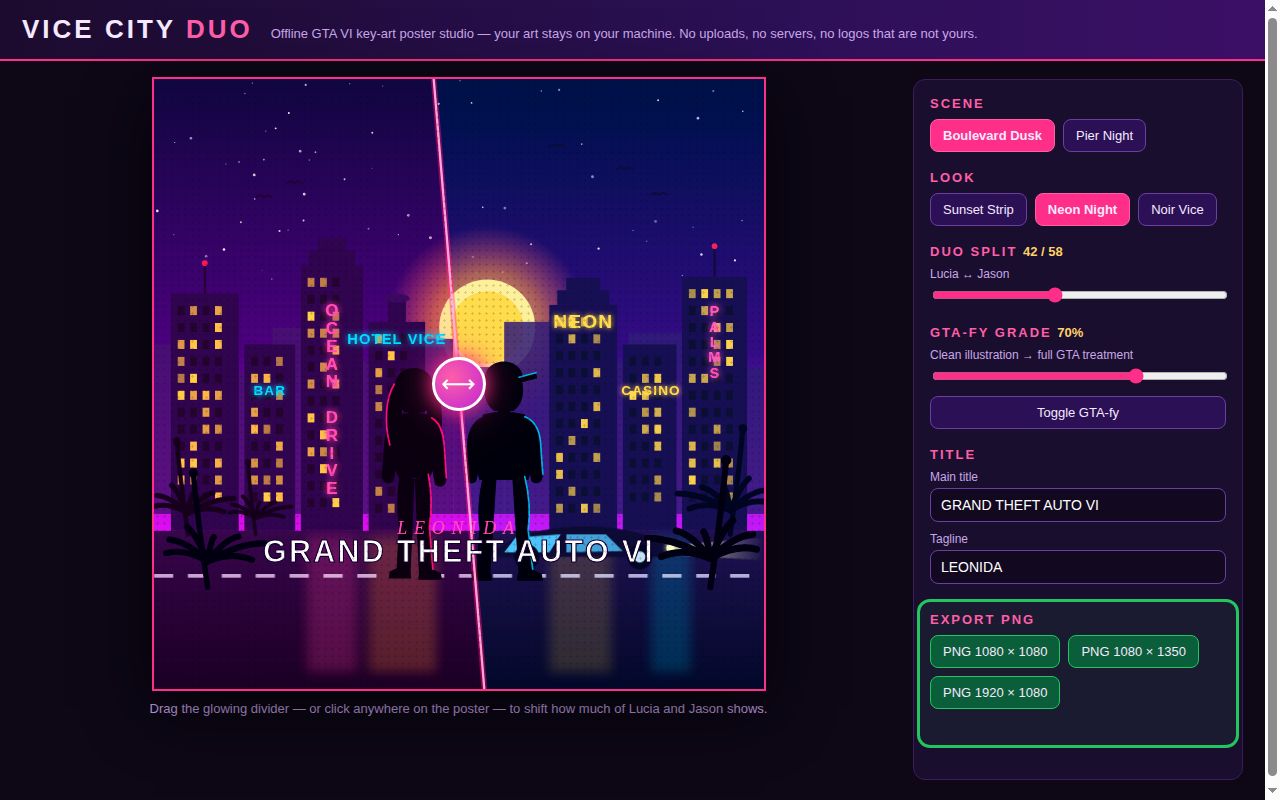 VICE CITY DUO
Offline GTA VI key-art poster studio — your art stays on your machine. No uploads, no servers, no logos that are not yours.
OCEAN DRIVE
HOTEL VICE
BAR
NEON
PALMS
CASINO
LEONIDA
GRAND THEFT AUTO VI
Drag the glowing divider — or click anywhere on the poster — to shift how much of Lucia and Jason shows.
SCENE
Boulevard Dusk
Pier Night
LOOK
Sunset Strip
Neon Night
Noir Vice
DUO SPLIT 42 / 58
Lucia ↔ Jason
GTA-FY GRADE 70%
Clean illustration → full GTA treatment
Toggle GTA-fy
TITLE
Main title
GRAND THEFT AUTO VI
Tagline
LEONIDA
EXPORT PNG
PNG 1080 × 1080
PNG 1080 × 1350
PNG 1920 × 1080